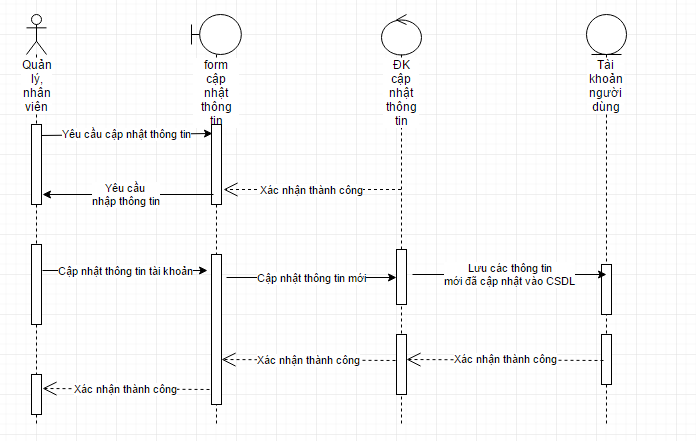 Quản
lý,
nhân
viên
form
cập
nhật
thông
tin
ĐK
cập
nhật
thông
tin
Tài
khoản
người
dùng
Yêu cầu cập nhật thông tin
Yêu cầu
nhập thông tin
Xác nhận thành công
Cập nhật thông tin tài khoản
Cập nhật thông tin mới
Lưu các thông tin
mới đã cập nhật vào CSDL
Xác nhận thành công
Xác nhận thành công
Xác nhận thành công